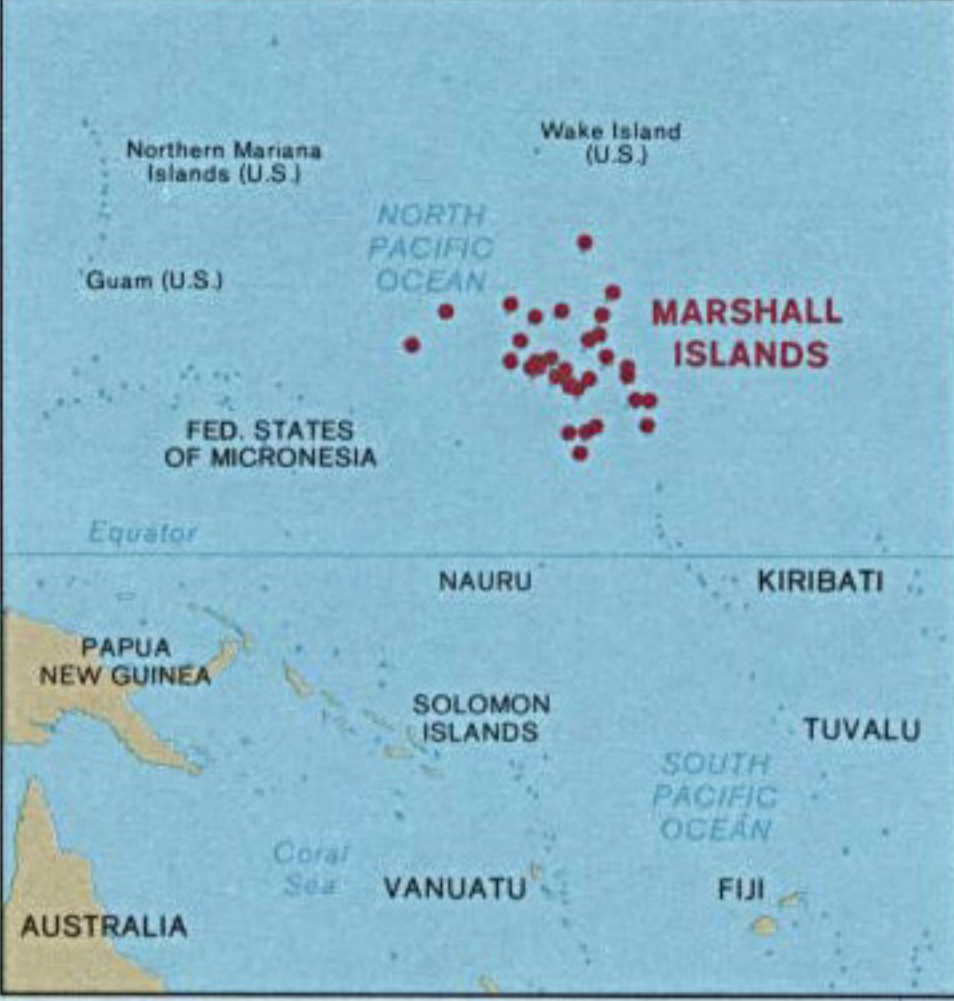 Wake Island
(U.S.)
Northern Mariana
Islands (U.S.)
NORTH
PACIFIC
OCEAN
Guam (U.S.)
MARSHALL
ISLANDS
FED. STATES
OF MICRONESIA
Equator
NAURU
KIRIBATI
PAPUA
NEW GUINEA
SOLOMON
ISLANDS
TUVALU
SOUTH
PACIFIC
OCEAN
Coral
Sea
VANUATU
FIJI
AUSTRALIA